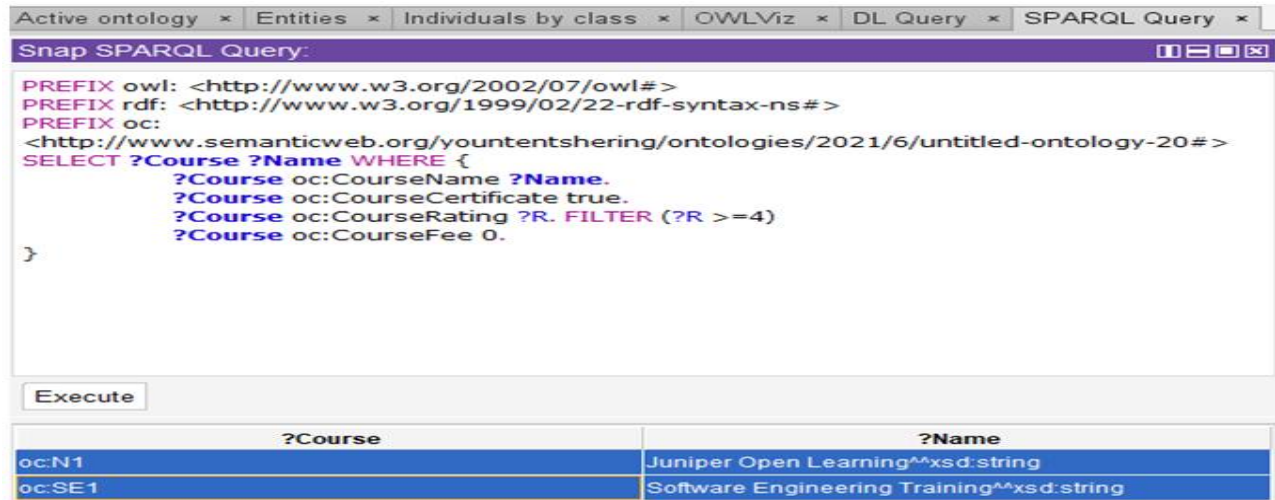 Active ontology × Entities × Individuals by class × OWLViz × DL Query × SPARQL Query ×
Snap SPARQL Query:
PREFIX owl: <http://www.w3.org/2002/07/owl#>
PREFIX rdf: <http://www.w3.org/1999/02/22-rdf-syntax-ns#>
PREFIX oc:
<http://www.semanticweb.org/yountentshering/ontologies/2021/6/untitled-ontology-20#>
SELECT ?Course ?Name WHERE {
?Course oc:CourseName ?Name.
?Course oc:CourseCertificate true.
?Course oc:CourseRating ?R. FILTER (?R >=4)
?Course oc:CourseFee 0.
}
Execute
?Course ?Name
oc:N1 Juniper Open Learning^^xsd:string
oc:SE1 Software Engineering Training^^xsd:string